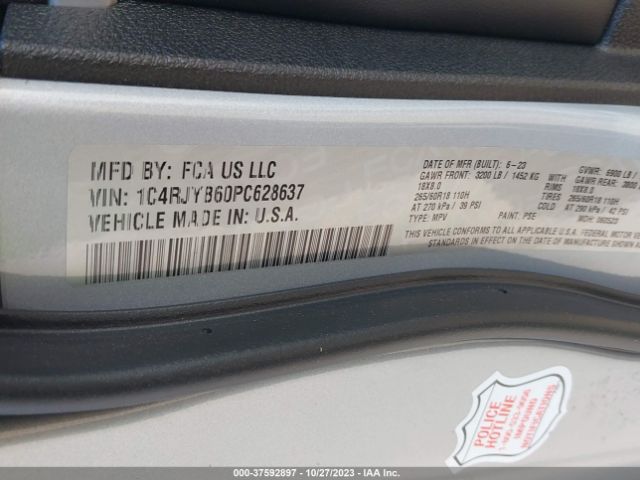 MFD BY: FCA US LLC
VIN: 1C4RJYB60PC628637
VEHICLE MADE IN U.S.A.
DATE OF MFR (BUILT): 6-23
GAWR FRONT: 3200 LB / 1452 KG
18X8.0
265/60R18 110H
AT 270 kPa / 39 PSI
TYPE: MPV
PAINT: PSE
GVWR: 6900 LB /
WITH GAWR REAR:
RIMS 18X8.0
TIRES 265/60R18 110H
COLD AT 290 kPa / 42 PSI
MDH:
THIS VEHICLE CONFORMS TO ALL APPLICABLE U.S.A. FEDERAL MOTOR
STANDARDS IN EFFECT ON THE DATE OF MANUFACTURE SHOWN
POLICE
HOTLINE
IMPOUND
000-37592897 - 10/27/2023 - IAA Inc.